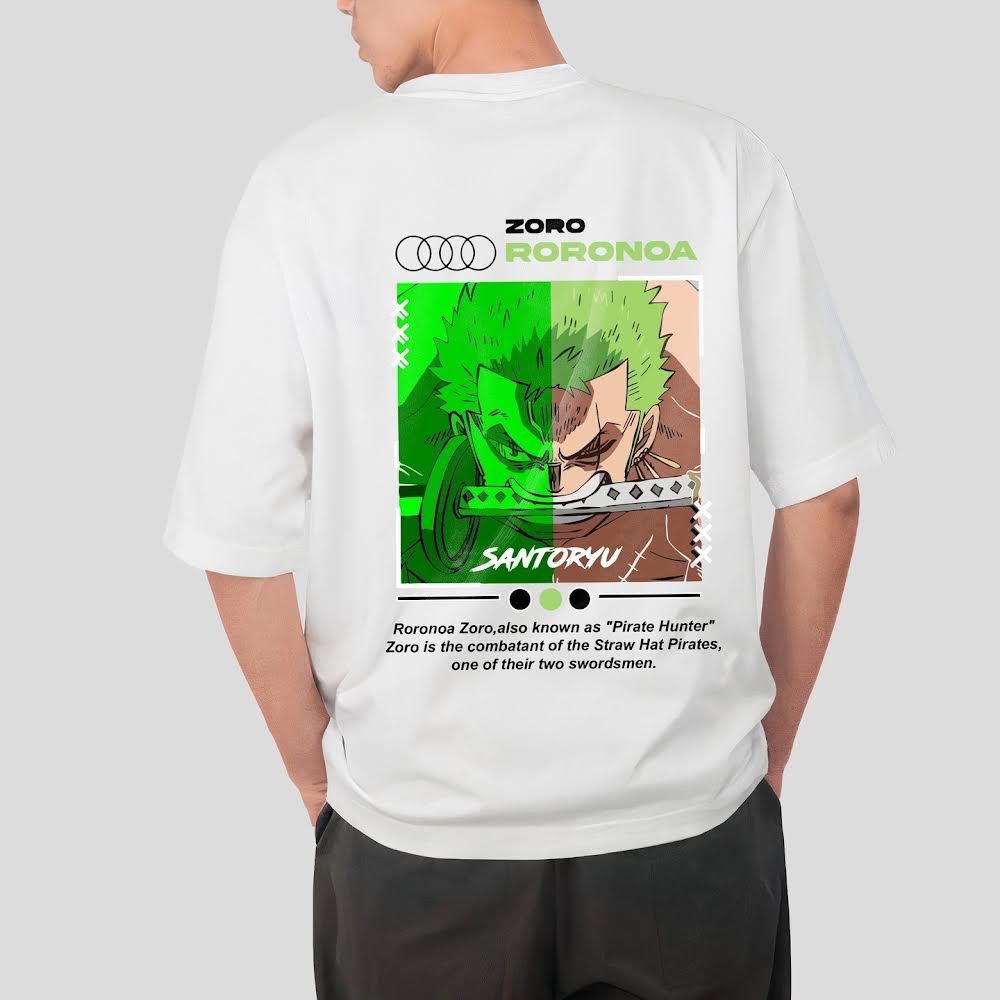 ZORO
RORONOA
SANTORYU
Roronoa Zoro,also known as "Pirate Hunter"
Zoro is the combatant of the Straw Hat Pirates,
one of their two swordsmen.